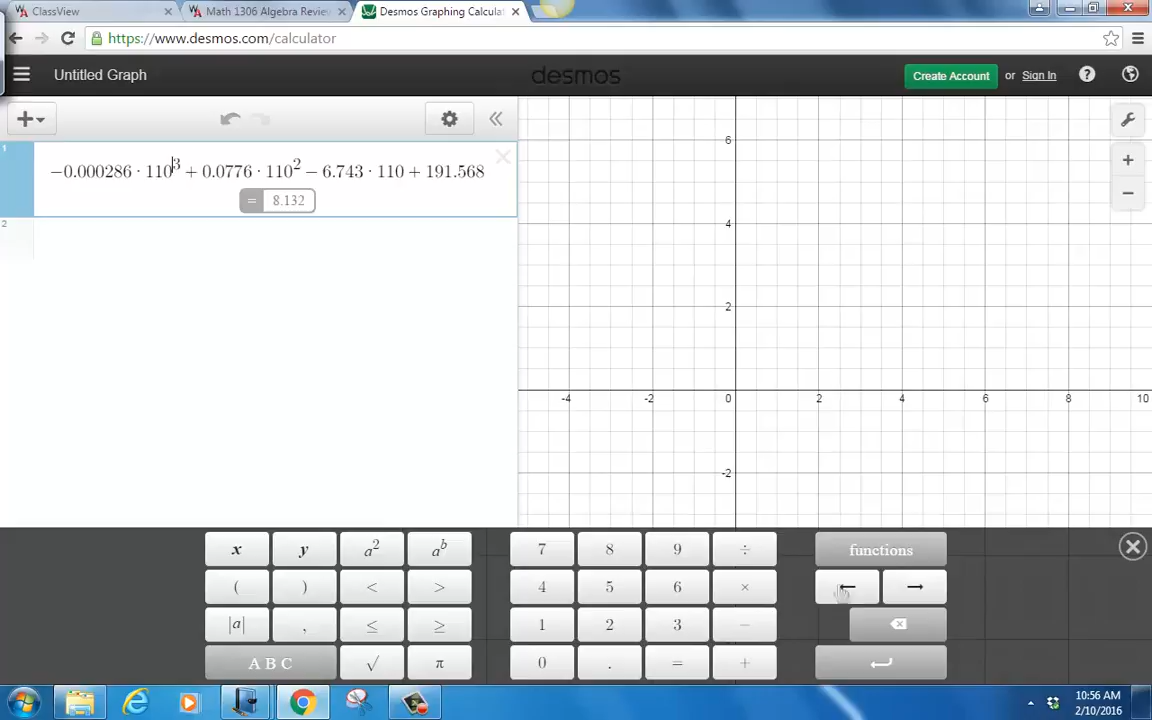 ClassView
Math 1306 Algebra Review
Desmos Graphing Calcula
https://www.desmos.com/calculator
Untitled Graph
desmos
Create Account or Sign In
1
−0.000286 · 110³ + 0.0776 · 110² − 6.743 · 110 + 191.568
= 8.132
2
6
4
2
-4 -2 0 2 4 6 8 10
-2
x y a² aᵇ 7 8 9 ÷ functions
( ) < > 4 5 6 × ← →
|a| , ≤ ≥ 1 2 3 −
A B C √ π 0 . = +
10:56 AM
2/10/2016